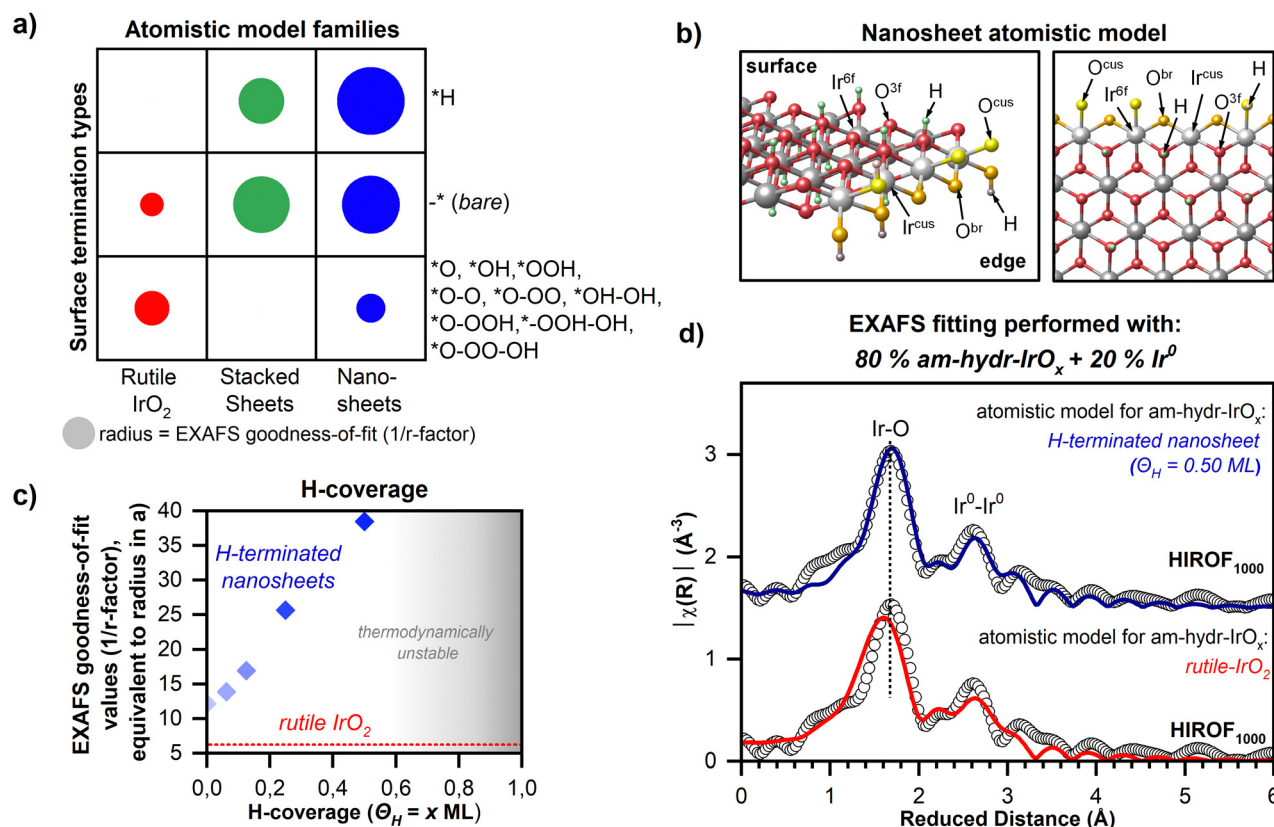 a)
Atomistic model families
Surface termination types
*H
-* (bare)
*O, *OH,*OOH,
*O-O, *O-OO, *OH-OH,
*O-OOH,*-OOH-OH,
*O-OO-OH
Rutile
IrO2
Stacked
Sheets
Nano-
sheets
radius = EXAFS goodness-of-fit (1/r-factor)
b)
Nanosheet atomistic model
surface
Ir6f
O3f
H
Ocus
Ircus
Obr
H
edge
Ocus
Ir6f
Obr
H
Ircus
O3f
H
c)
H-coverage
EXAFS goodness-of-fit
values (1/r-factor),
equivalent to radius in a)
40
35
30
25
20
15
10
5
H-terminated
nanosheets
thermodynamically
unstable
rutile IrO2
0,0
0,2
0,4
0,6
0,8
1,0
H-coverage (ΘH = x ML)
d)
EXAFS fitting performed with:
80 % am-hydr-IrOx + 20 % Ir0
| χ(R) | (Å-3)
3
2
1
0
Ir–O
Ir0-Ir0
atomistic model for am-hydr-IrOx:
H-terminated nanosheet
(ΘH = 0.50 ML)
HIROF1000
atomistic model for am-hydr-IrOx:
rutile-IrO2
HIROF1000
0
1
2
3
4
5
6
Reduced Distance (Å)